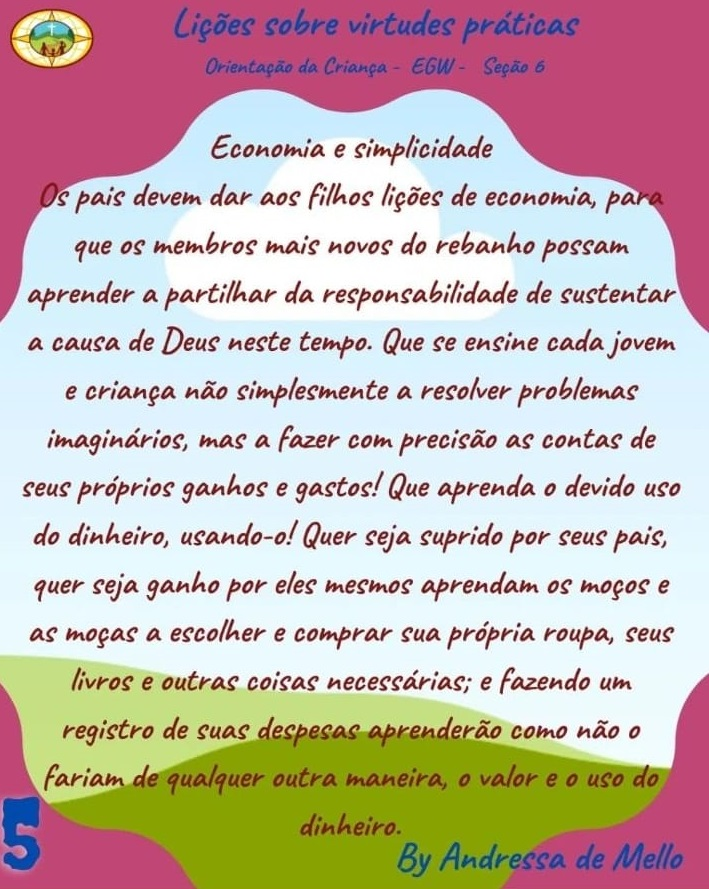 Lições sobre virtudes práticas
Orientação da Criança - EGW - Seção 6
Economia e simplicidade
Os pais devem dar aos filhos lições de economia, para
que os membros mais novos do rebanho possam
aprender a partilhar da responsabilidade de sustentar
a causa de Deus neste tempo. Que se ensine cada jovem
e criança não simplesmente a resolver problemas
imaginários, mas a fazer com precisão as contas de
seus próprios ganhos e gastos! Que aprenda o devido uso
do dinheiro, usando-o! Quer seja suprido por seus pais,
quer seja ganho por eles mesmos aprendam os moços e
as moças a escolher e comprar sua própria roupa, seus
livros e outras coisas necessárias; e fazendo um
registro de suas despesas aprenderão como não o
fariam de qualquer outra maneira, o valor e o uso do
dinheiro.
5
By Andressa de Mello